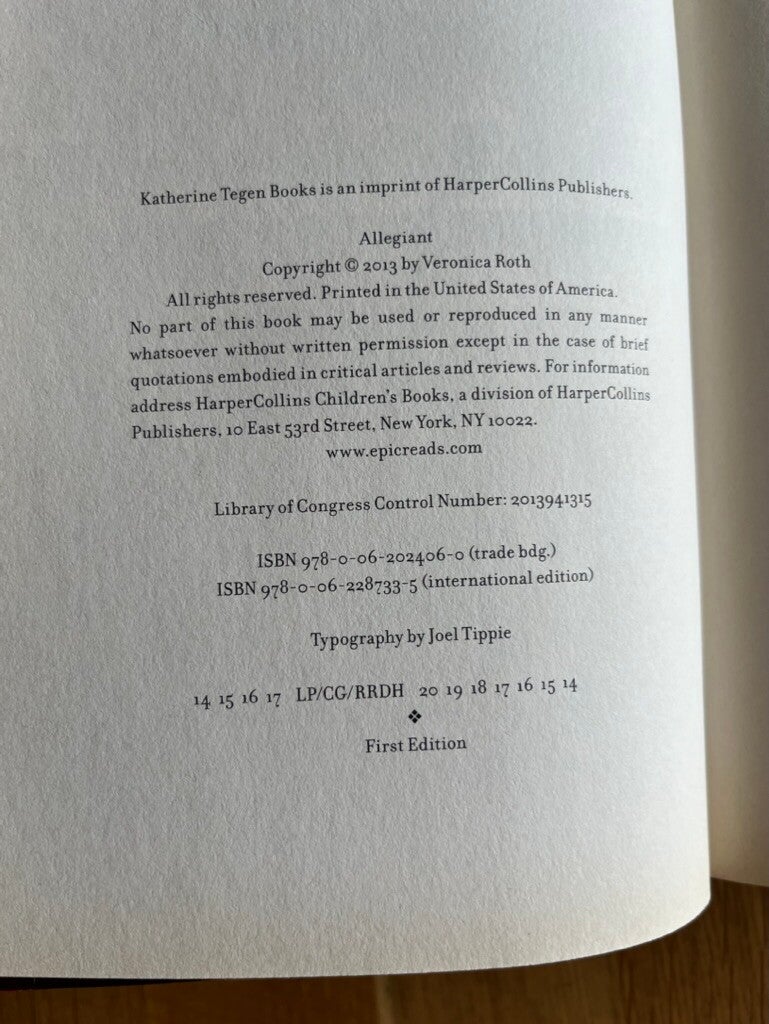 Katherine Tegen Books is an imprint of HarperCollins Publishers.
Allegiant
Copyright © 2013 by Veronica Roth
All rights reserved. Printed in the United States of America.
No part of this book may be used or reproduced in any manner
whatsoever without written permission except in the case of brief
quotations embodied in critical articles and reviews. For information
address HarperCollins Children's Books, a division of HarperCollins
Publishers, 10 East 53rd Street, New York, NY 10022.
www.epicreads.com
Library of Congress Control Number: 2013941315
ISBN 978-0-06-202406-0 (trade bdg.)
ISBN 978-0-06-228733-5 (international edition)
Typography by Joel Tippie
14 15 16 17 LP/CG/RRDH 20 19 18 17 16 15 14
❖
First Edition